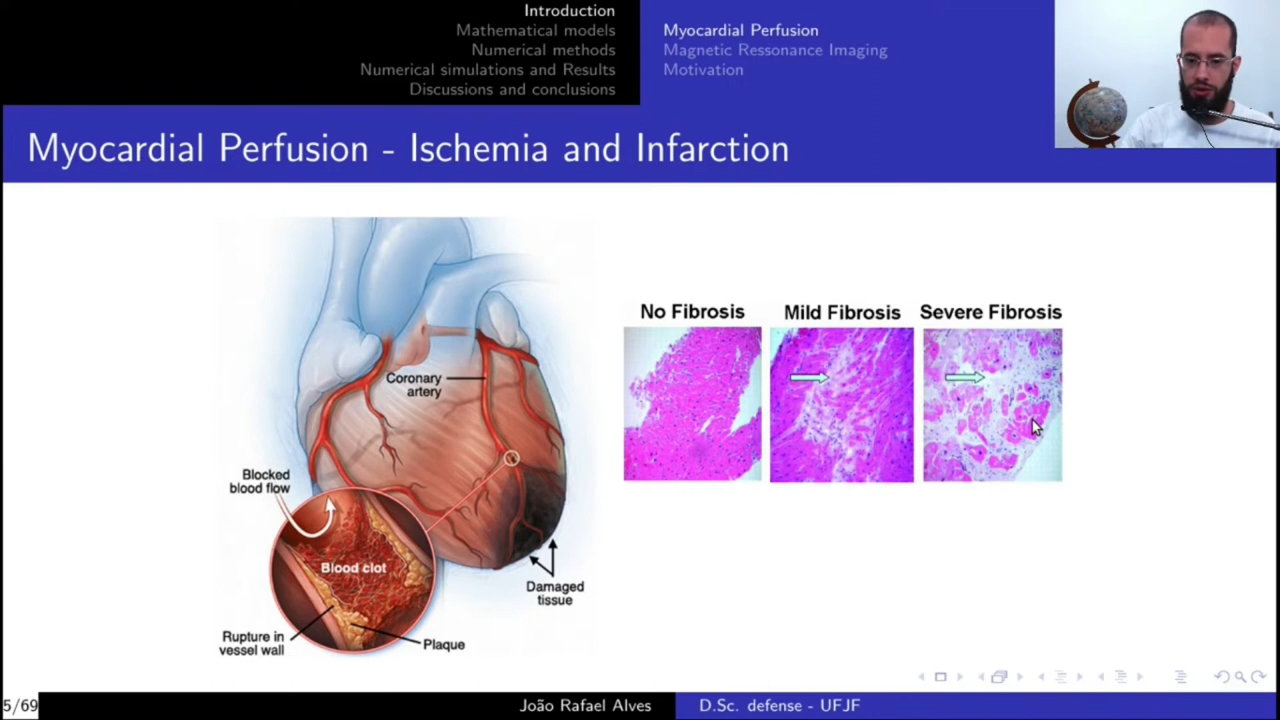 Introduction
Mathematical models
Numerical methods
Numerical simulations and Results
Discussions and conclusions
Myocardial Perfusion
Magnetic Ressonance Imaging
Motivation
Myocardial Perfusion - Ischemia and Infarction
Coronary
artery
Blocked
blood flow
Blood clot
Rupture in
vessel wall
Plaque
Damaged
tissue
No Fibrosis
Mild Fibrosis
Severe Fibrosis
5/69
João Rafael Alves
D.Sc. defense - UFJF